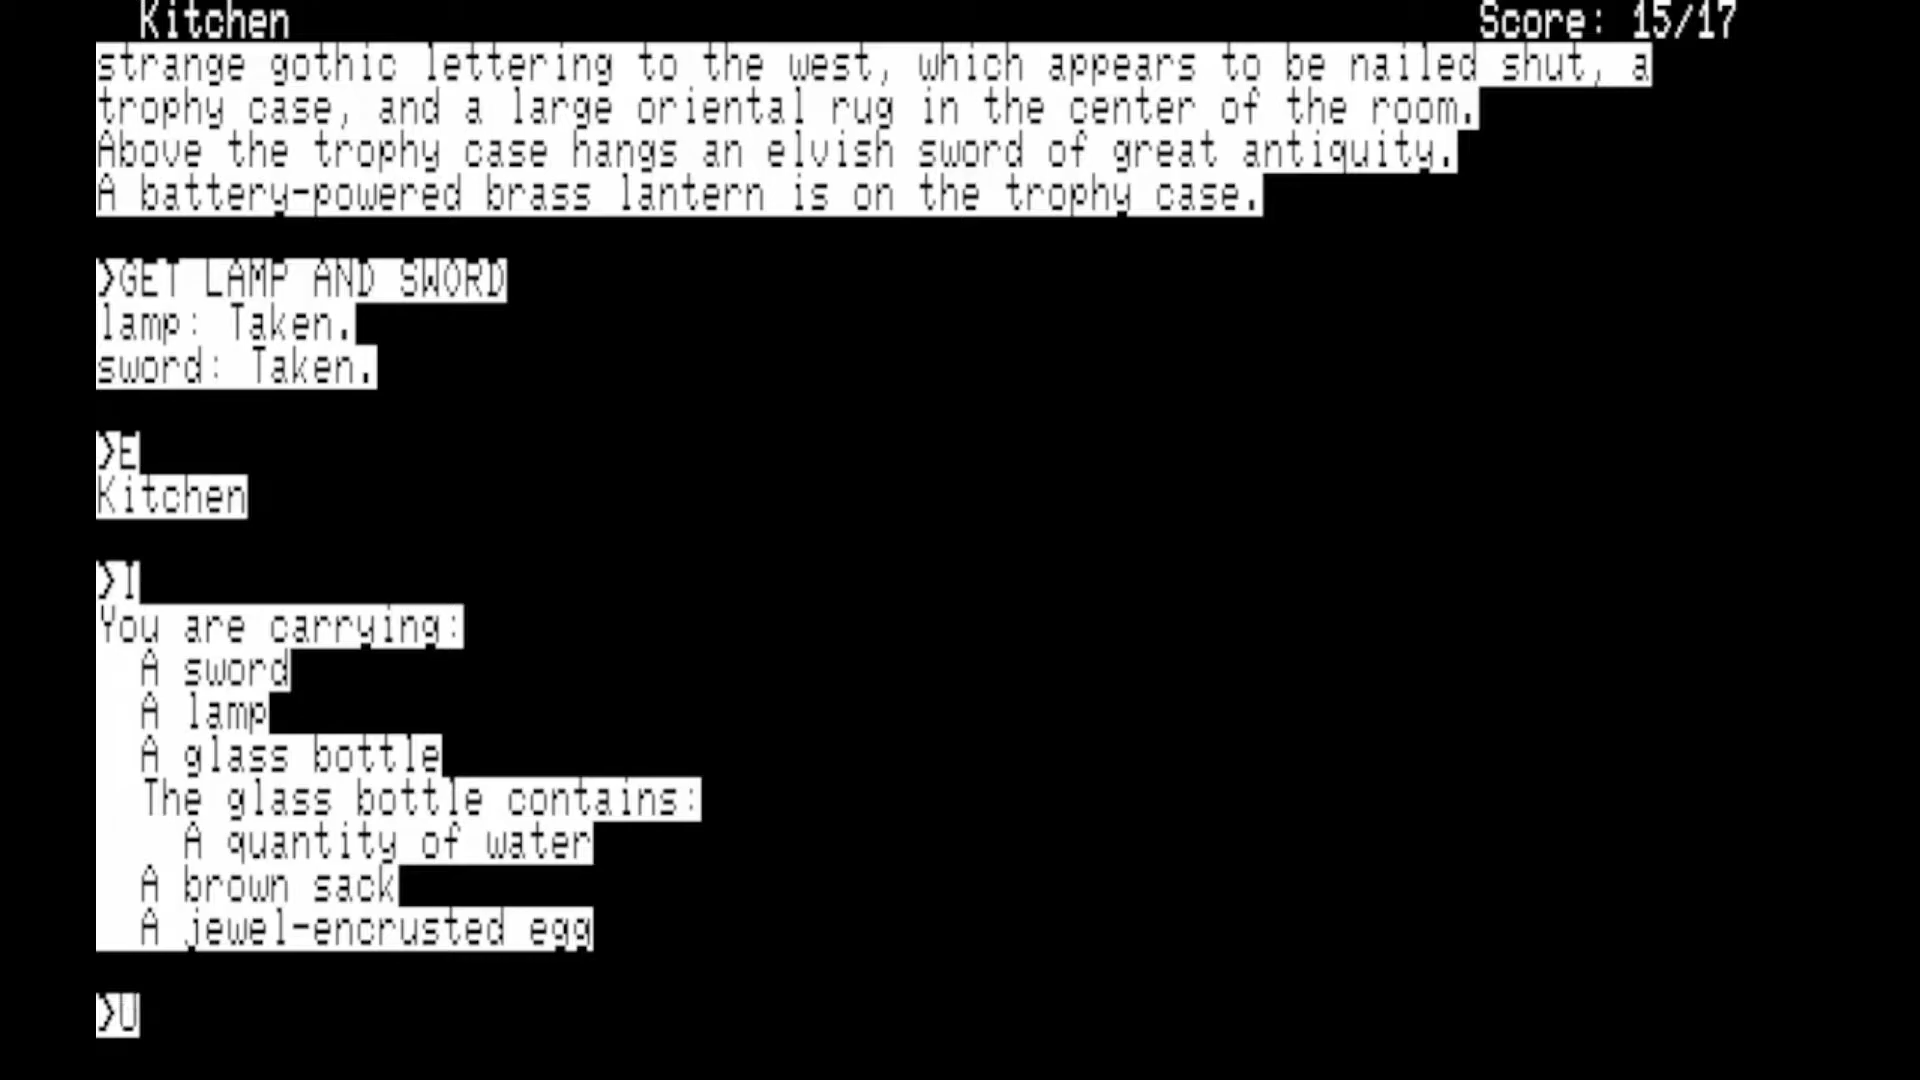 Kitchen Score: 15/17
strange gothic lettering to the west, which appears to be nailed shut, a
trophy case, and a large oriental rug in the center of the room.
Above the trophy case hangs an elvish sword of great antiquity.
A battery-powered brass lantern is on the trophy case.
>GET LAMP AND SWORD
lamp: Taken.
sword: Taken.
>E
Kitchen
>I
You are carrying:
A sword
A lamp
A glass bottle
The glass bottle contains:
A quantity of water
A brown sack
A jewel-encrusted egg
>U